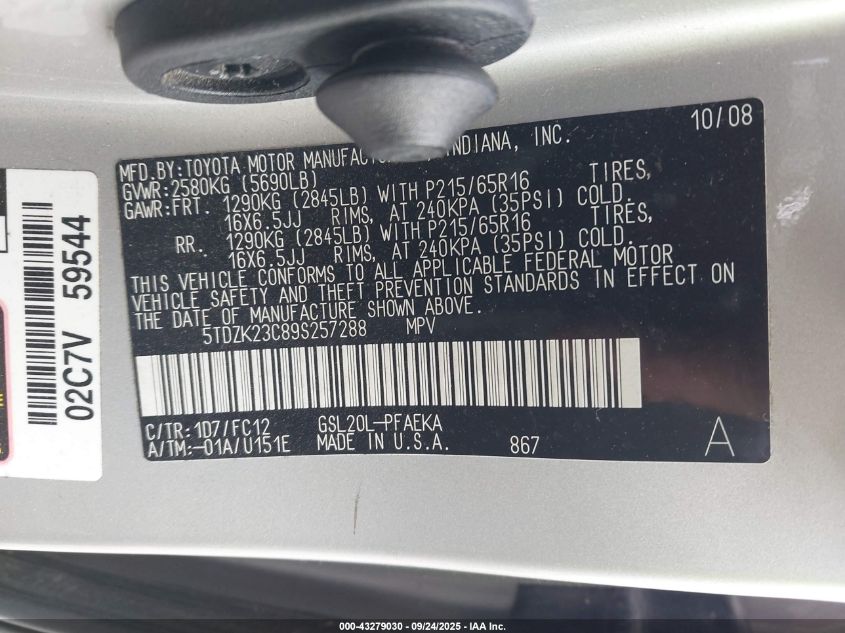 10/08
MFD.BY:TOYOTA MOTOR INDIANA, INC.
GVWR:2580KG (5690LB)
GAWR:FRT. 1290KG (2845LB) WITH P215/65R16 TIRES,
16X6.5JJ RIMS, AT 240KPA (35PSI) COLD.
RR. 1290KG (2845LB) WITH P215/65R16 TIRES,
16X6.5JJ RIMS, AT 240KPA (35PSI) COLD.
THIS VEHICLE CONFORMS TO ALL APPLICABLE FEDERAL MOTOR
VEHICLE SAFETY AND THEFT PREVENTION STANDARDS IN EFFECT ON
THE DATE OF MANUFACTURE SHOWN ABOVE.
5TDZK23C89S257288 MPV
C/TR:1D7/FC12 GSL20L-PFAEKA
A/TM:-01A/U151E MADE IN U.S.A. 867 A
02C7V 59544
000-43279030 - 09/24/2025 - IAA Inc.